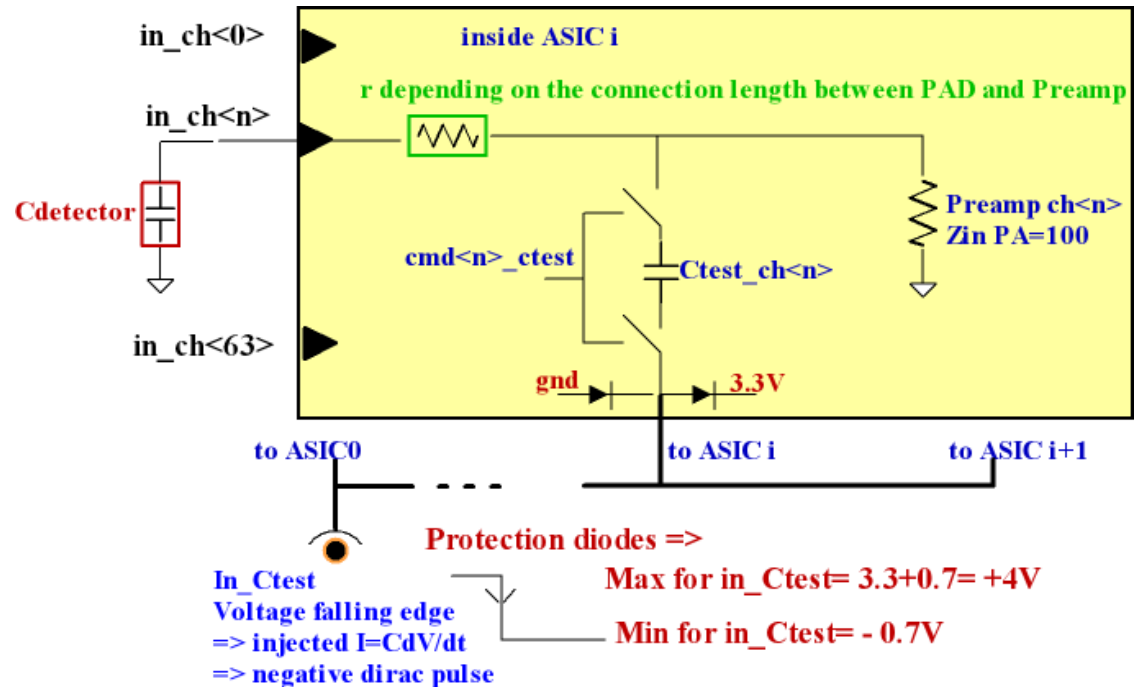 in_ch<0>
inside ASIC i
r depending on the connection length between PAD and Preamp
in_ch<n>
Cdetector
Preamp ch<n>
Zin PA=100
cmd<n>_ctest
Ctest_ch<n>
in_ch<63>
gnd
3.3V
to ASIC0
to ASIC i
to ASIC i+1
Protection diodes =>
In_Ctest
Voltage falling edge
=> injected I=CdV/dt
=> negative dirac pulse
Max for in_Ctest= 3.3+0.7= +4V
Min for in_Ctest= - 0.7V